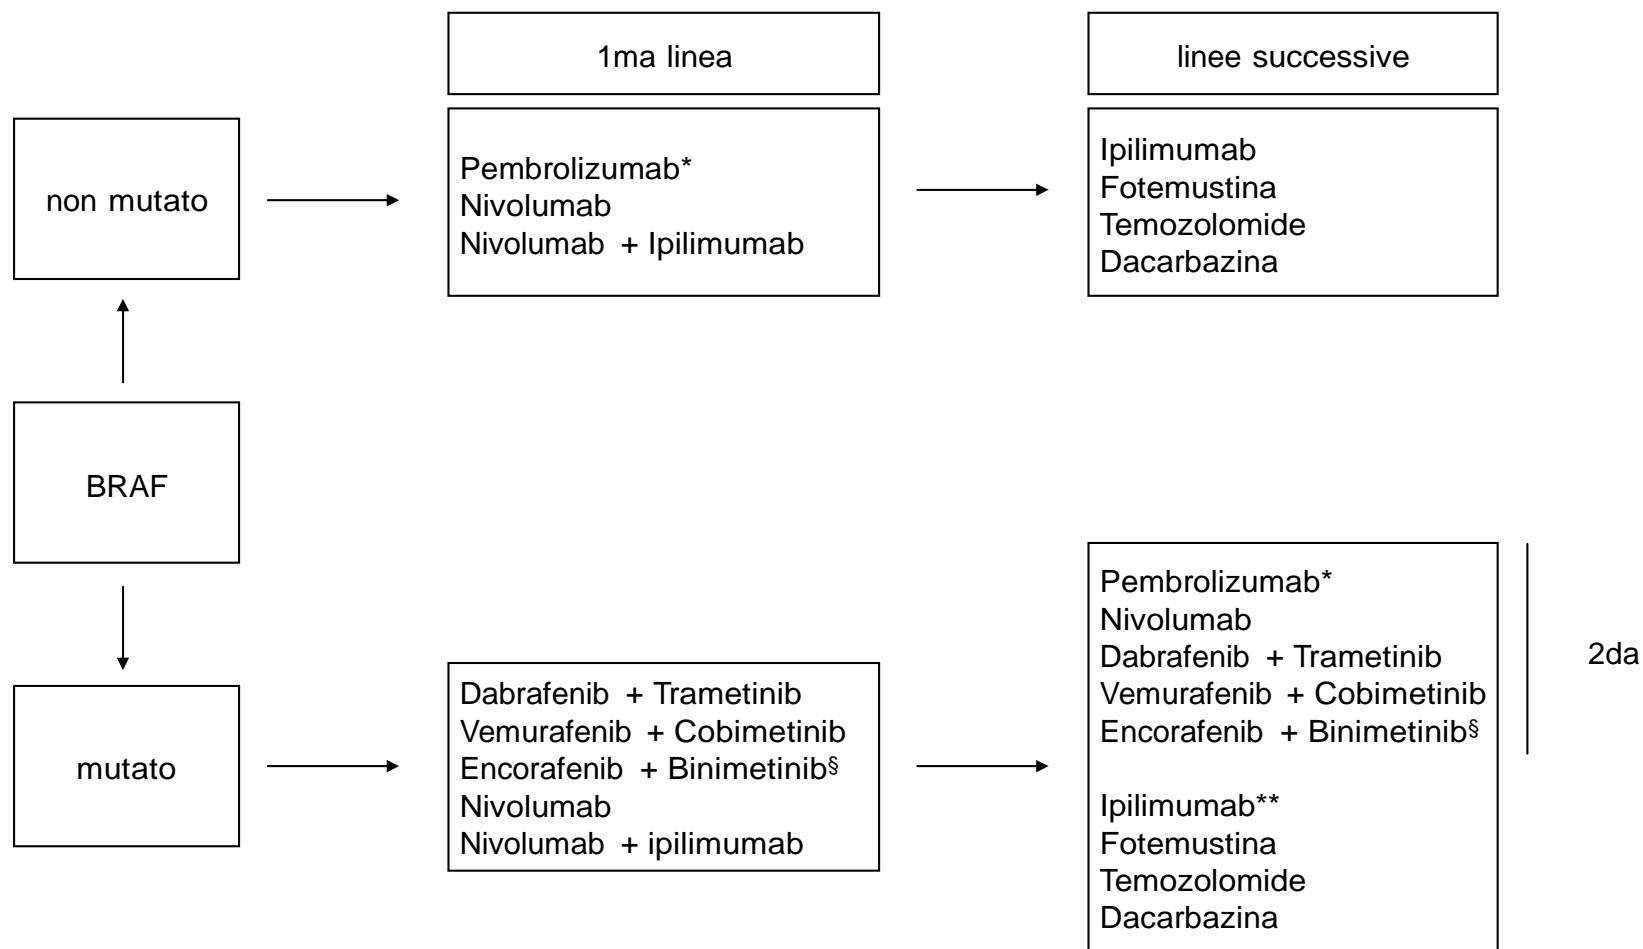 1ma linea
linee successive
non mutato
Pembrolizumab*
Nivolumab
Nivolumab + Ipilimumab
Ipilimumab
Fotemustina
Temozolomide
Dacarbazina
BRAF
mutato
Dabrafenib + Trametinib
Vemurafenib + Cobimetinib
Encorafenib + Binimetinib§
Nivolumab
Nivolumab + ipilimumab
Pembrolizumab*
Nivolumab
Dabrafenib + Trametinib
Vemurafenib + Cobimetinib
Encorafenib + Binimetinib§
Ipilimumab**
Fotemustina
Temozolomide
Dacarbazina
2da